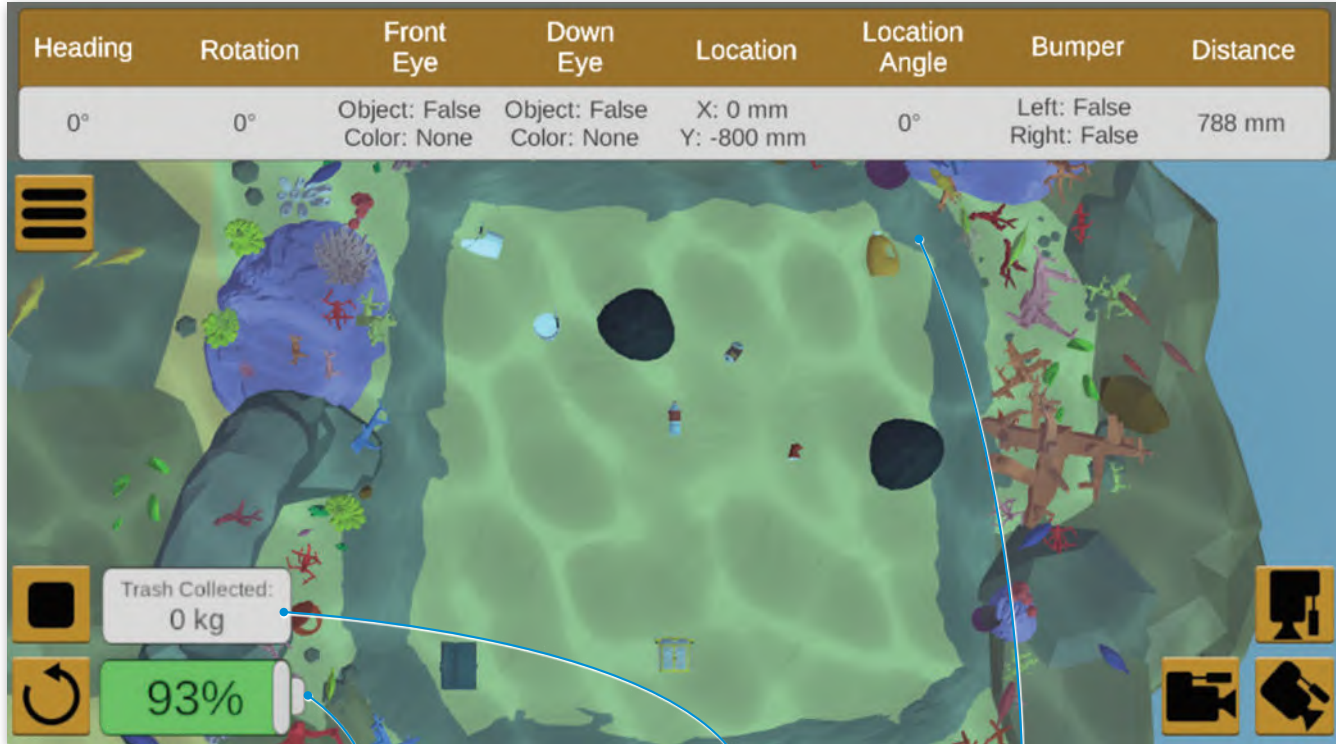 Heading
Rotation
Front
Eye
Down
Eye
Location
Location
Angle
Bumper
Distance
0°
0°
Object: False
Color: None
Object: False
Color: None
X: 0 mm
Y: -800 mm
0°
Left: False
Right: False
788 mm
Trash Collected:
0 kg
93%